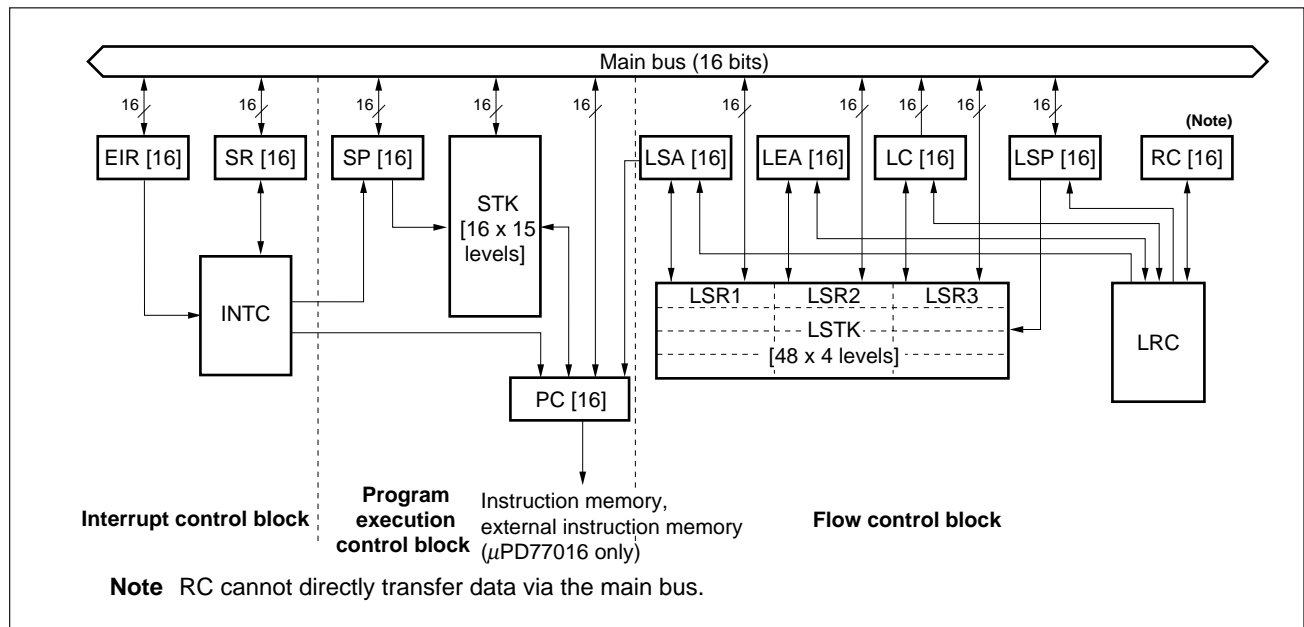 Main bus (16 bits)
16 16 16 16 16 16 16 16 16 16
(Note)
EIR [16] SR [16] SP [16] LSA [16] LEA [16] LC [16] LSP [16] RC [16]
STK
[16 x 15
levels]
INTC
LSR1 LSR2 LSR3
LSTK
[48 x 4 levels]
LRC
PC [16]
Interrupt control block
Program
execution
control block
Instruction memory,
external instruction memory
(μPD77016 only)
Flow control block
Note RC cannot directly transfer data via the main bus.